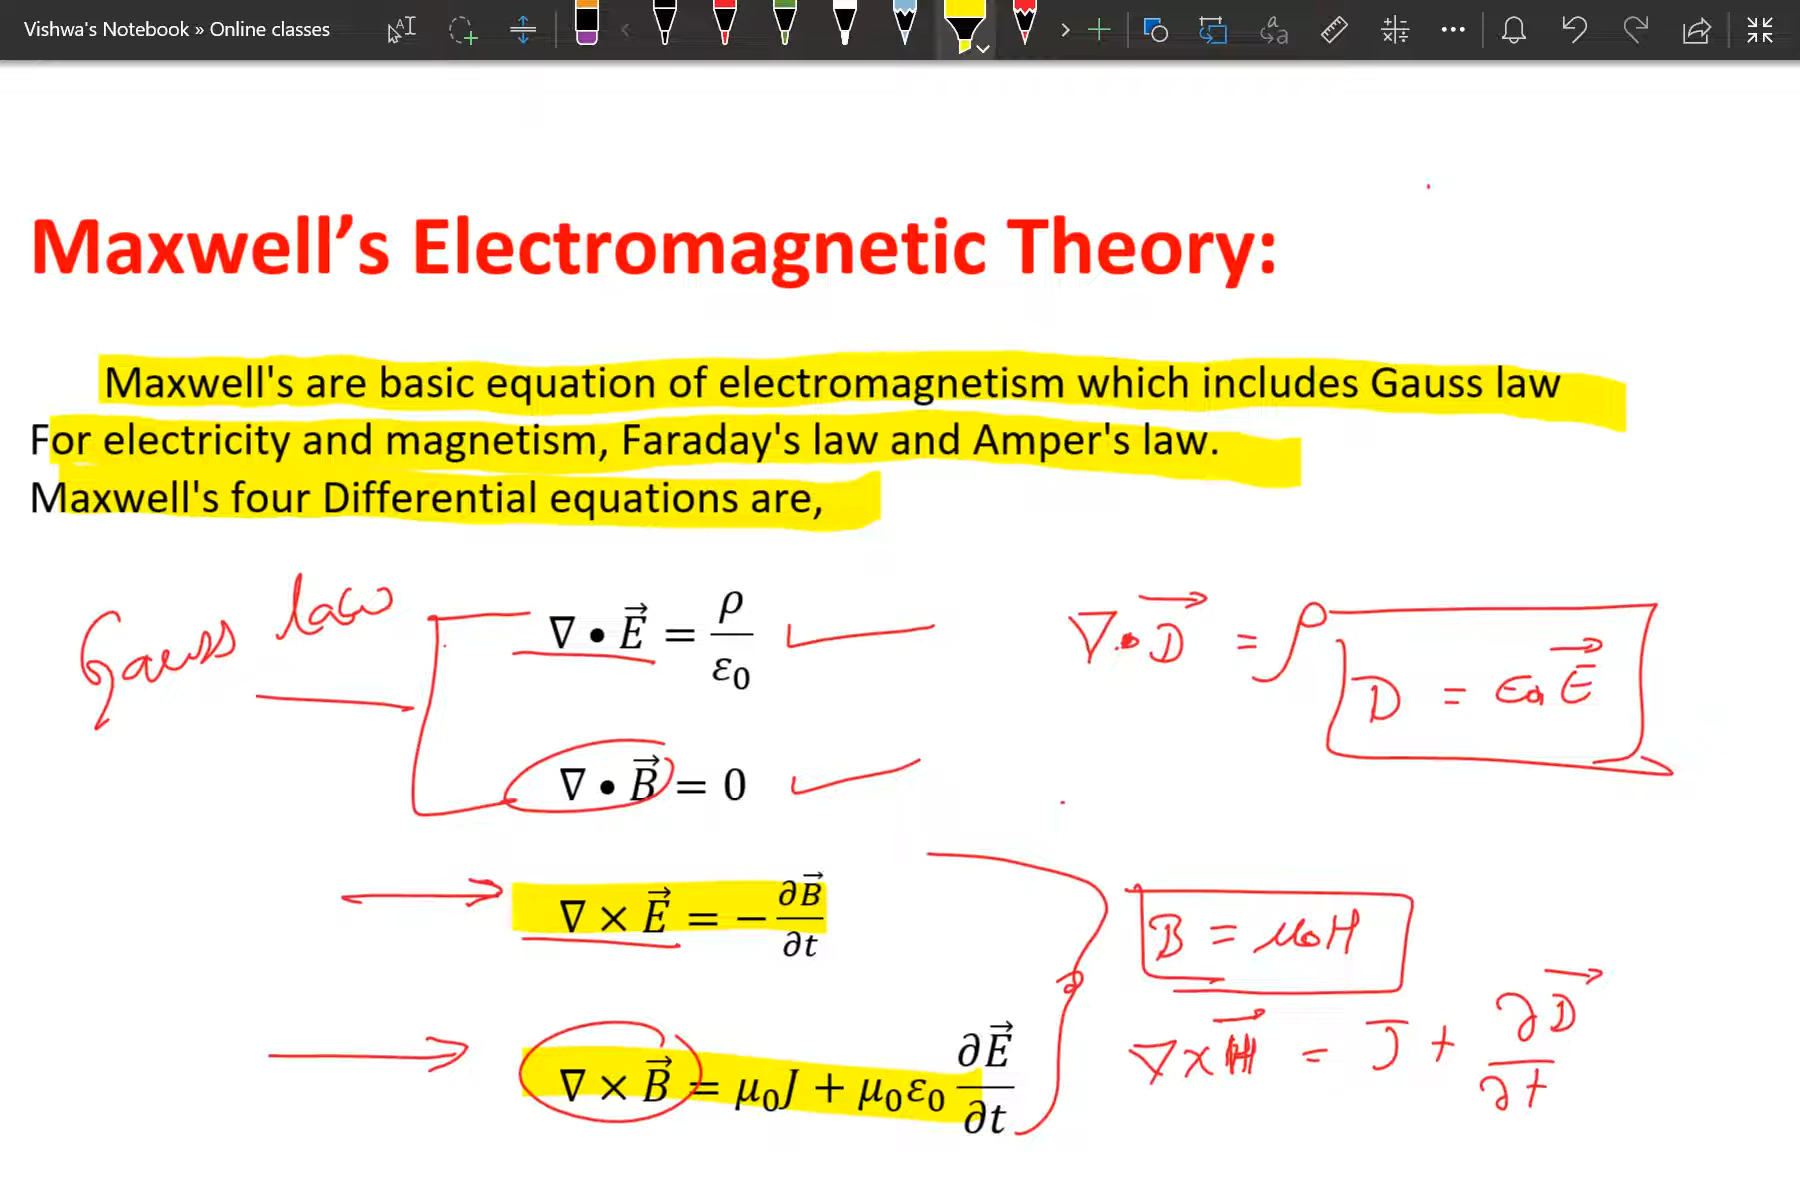 Vishwa's Notebook » Online classes
Maxwell’s Electromagnetic Theory:
Maxwell's are basic equation of electromagnetism which includes Gauss law
For electricity and magnetism, Faraday's law and Amper's law.
Maxwell's four Differential equations are,
Gauss law
∇ • E⃗ = ρ/ε₀
∇ • D⃗ = ρ
D = ε₀ E⃗
∇ • B⃗ = 0
∇ × E⃗ = − ∂B⃗/∂t
B = μ₀H
∇ × B⃗ = μ₀J + μ₀ε₀ ∂E⃗/∂t
∇ × H⃗ = J̅ + ∂D⃗/∂t